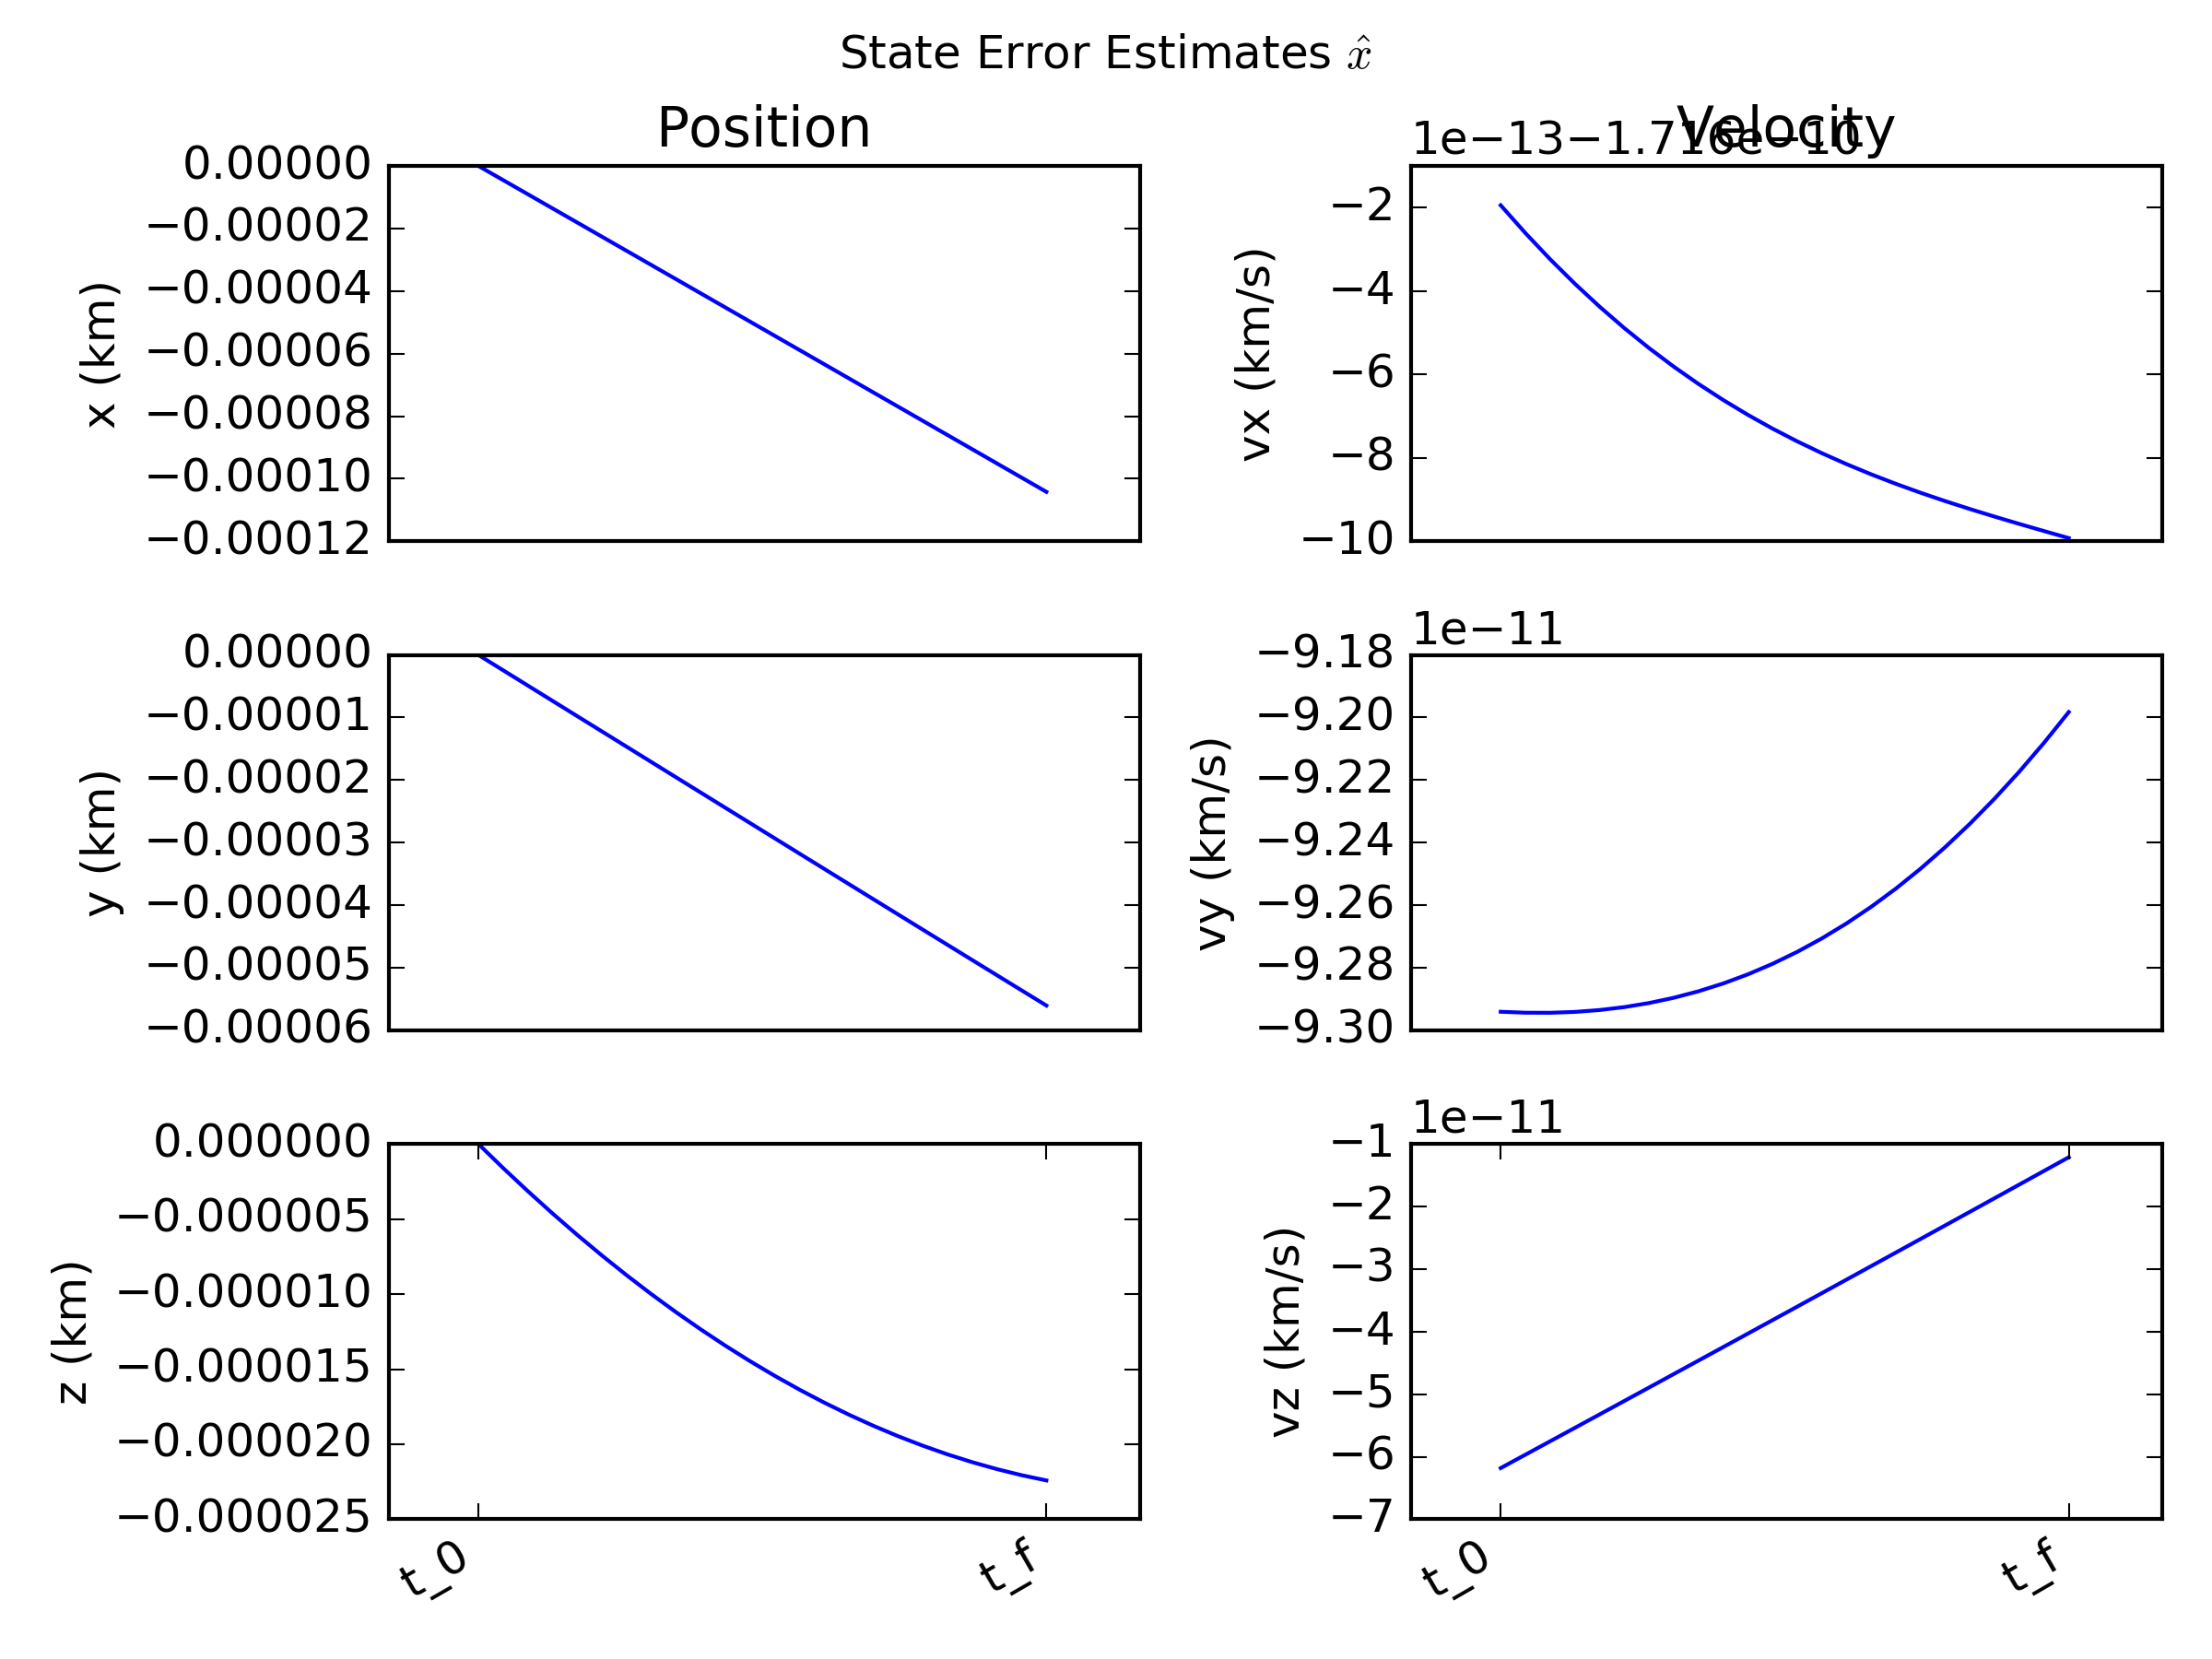 State Error Estimates x̂
Position
Velocity
1e−13−1.716e−10
0.00000
−0.00002
−0.00004
−0.00006
−0.00008
−0.00010
−0.00012
x (km)
−2
−4
−6
−8
−10
vx (km/s)
0.00000
−0.00001
−0.00002
−0.00003
−0.00004
−0.00005
−0.00006
y (km)
1e−11
−9.18
−9.20
−9.22
−9.24
−9.26
−9.28
−9.30
vy (km/s)
0.000000
−0.000005
−0.000010
−0.000015
−0.000020
−0.000025
z (km)
t_0
t_f
1e−11
−1
−2
−3
−4
−5
−6
−7
vz (km/s)
t_0
t_f